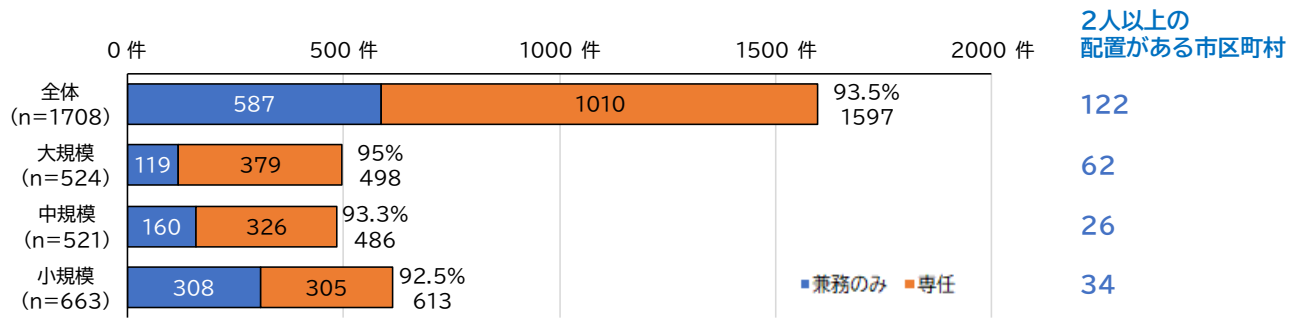 2人以上の
配置がある市区町村
0 件
500 件
1000 件
1500 件
2000 件
全体
(n=1708)
587
1010
93.5%
1597
122
大規模
(n=524)
119
379
95%
498
62
中規模
(n=521)
160
326
93.3%
486
26
小規模
(n=663)
308
305
92.5%
613
34
兼務のみ
専任